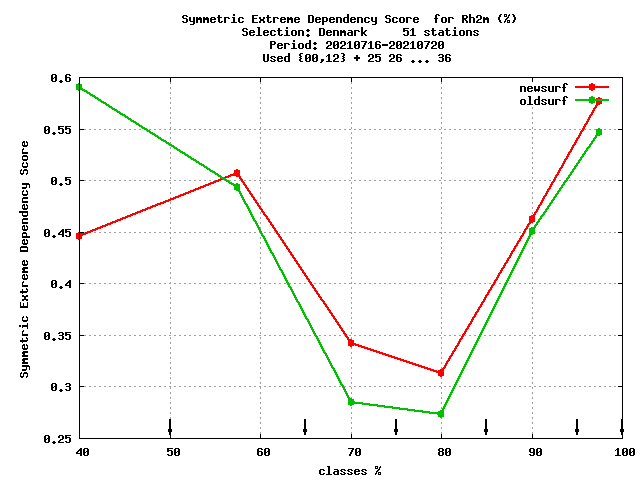 Symmetric Extreme Dependency Score  for Rh2m (%)
Selection: Denmark     51 stations
Period: 20210716-20210720
Used {00,12} + 25 26 ... 36
newsurf
oldsurf
0.6
0.55
0.5
0.45
0.4
0.35
0.3
0.25
Symmetric Extreme Dependency Score
40 50 60 70 80 90 100
classes %